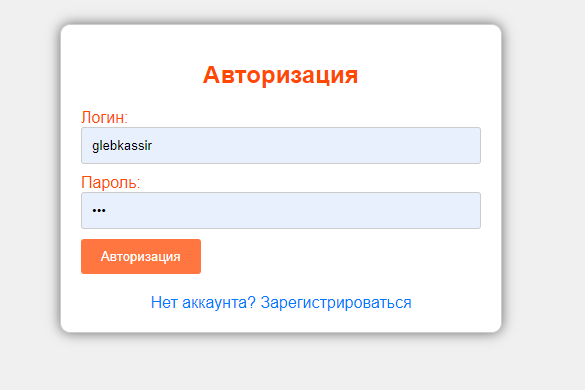 Авторизация
Логин:
glebkassir
Пароль:
•••
Авторизация
Нет аккаунта? Зарегистрироваться